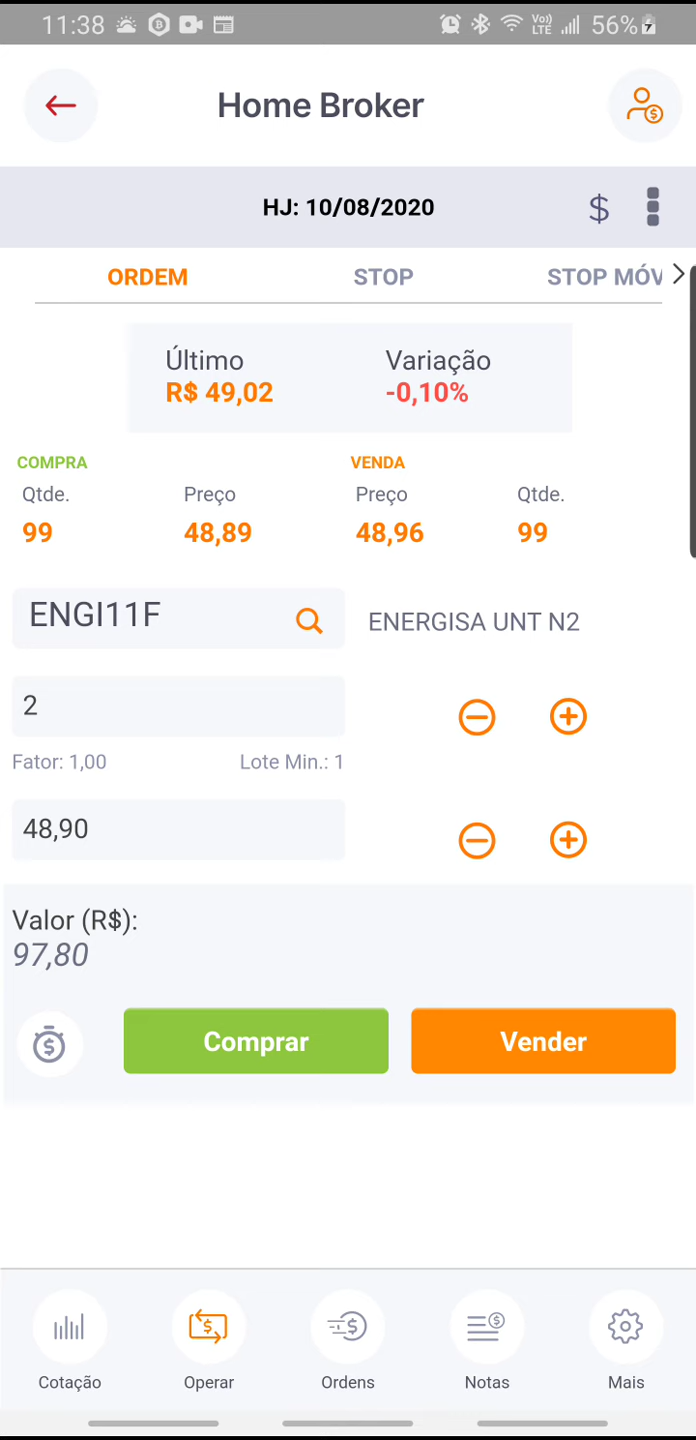 11:38 Vo)) LTE 56%
Home Broker
HJ: 10/08/2020 $
ORDEM STOP STOP MÓV
Último Variação
R$ 49,02 -0,10%
COMPRA VENDA
Qtde. Preço Preço Qtde.
99 48,89 48,96 99
ENGI11F ENERGISA UNT N2
2
Fator: 1,00 Lote Min.: 1
48,90
Valor (R$):
97,80
Comprar Vender
Cotação Operar Ordens Notas Mais